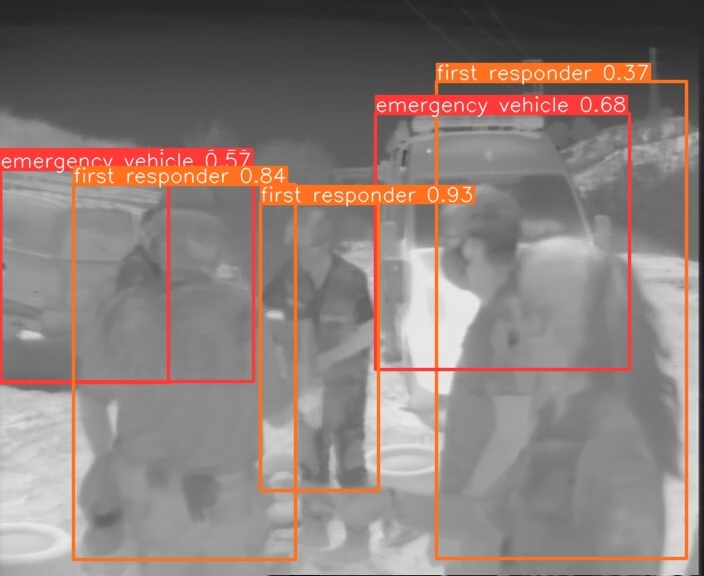 first responder 0.37
emergency vehicle 0.68
emergency vehicle 0.57
first responder 0.84
first responder 0.93